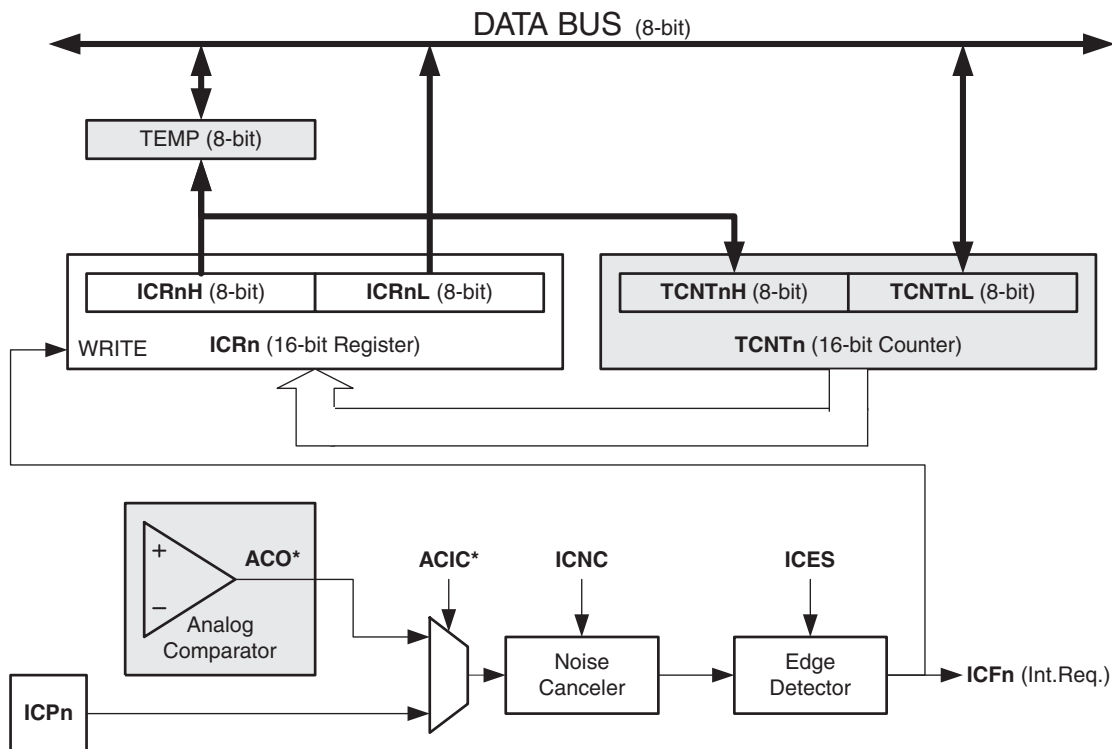 DATA BUS (8-bit)
TEMP (8-bit)
ICRnH (8-bit)
ICRnL (8-bit)
TCNTnH (8-bit)
TCNTnL (8-bit)
WRITE
ICRn (16-bit Register)
TCNTn (16-bit Counter)
+
−
ACO*
Analog
Comparator
ACIC*
ICNC
ICES
Noise
Canceler
Edge
Detector
ICFn (Int.Req.)
ICPn